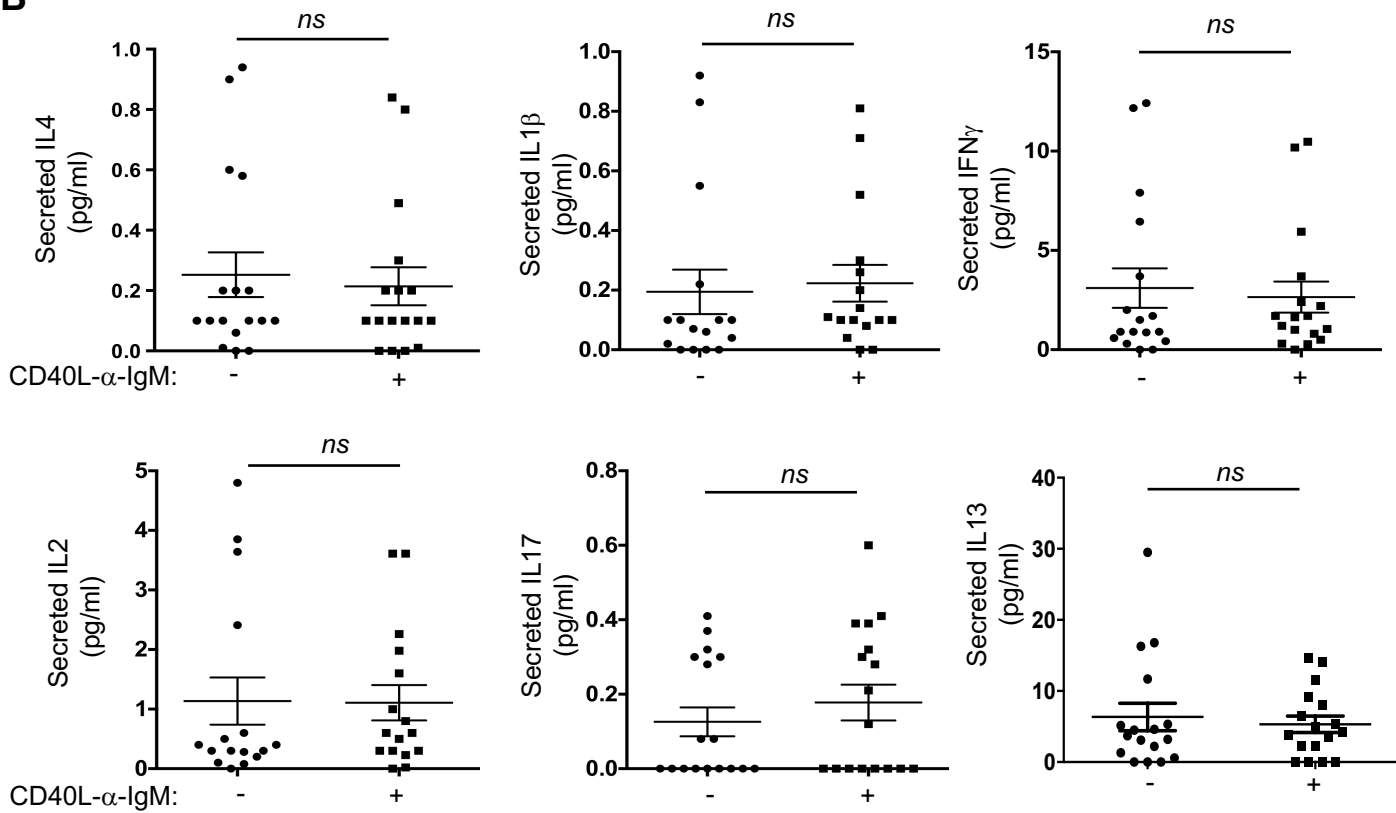 B
ns
Secreted IL4
(pg/ml)
1.0
0.8
0.6
0.4
0.2
0.0
ns
Secreted IL1β
(pg/ml)
1.0
0.8
0.6
0.4
0.2
0.0
ns
Secreted IFNγ
(pg/ml)
15
10
5
0
CD40L-α-IgM: - + - + - +
ns
Secreted IL2
(pg/ml)
5
4
3
2
1
0
ns
Secreted IL17
(pg/ml)
0.8
0.6
0.4
0.2
0.0
ns
Secreted IL13
(pg/ml)
40
30
20
10
0
CD40L-α-IgM: - + - + - +